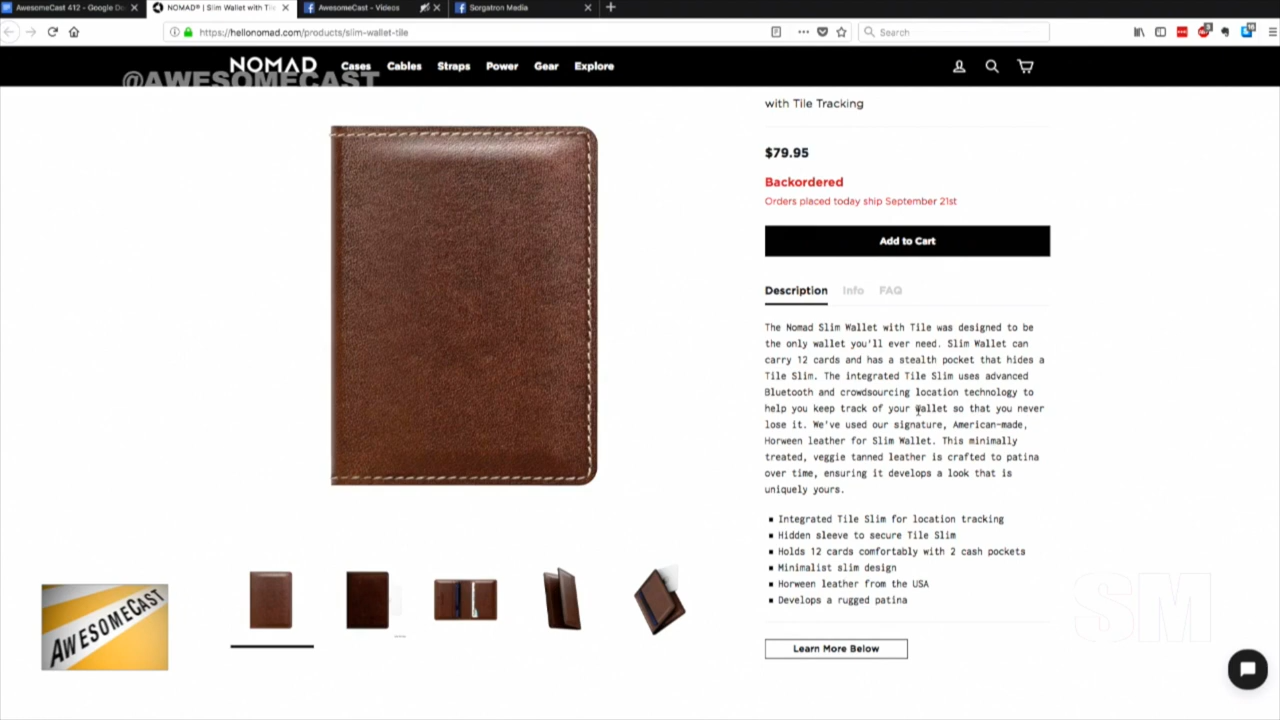 AwesomeCast 412 - Google Do
NOMAD® | Slim Wallet with Tile
AwesomeCast - Videos
Sorgatron Media
https://hellonomad.com/products/slim-wallet-tile
Search
NOMAD
Cases
Cables
Straps
Power
Gear
Explore
@AWESOMECAST
with Tile Tracking
$79.95
Backordered
Orders placed today ship September 21st
Add to Cart
Description Info FAQ
The Nomad Slim Wallet with Tile was designed to be
the only wallet you'll ever need. Slim Wallet can
carry 12 cards and has a stealth pocket that hides a
Tile Slim. The integrated Tile Slim uses advanced
Bluetooth and crowdsourcing location technology to
help you keep track of your wallet so that you never
lose it. We've used our signature, American-made,
Horween leather for Slim Wallet. This minimally
treated, veggie tanned leather is crafted to patina
over time, ensuring it develops a look that is
uniquely yours.
▪ Integrated Tile Slim for location tracking
▪ Hidden sleeve to secure Tile Slim
▪ Holds 12 cards comfortably with 2 cash pockets
▪ Minimalist slim design
▪ Horween leather from the USA
▪ Develops a rugged patina
Learn More Below
AWESOMECAST
SM